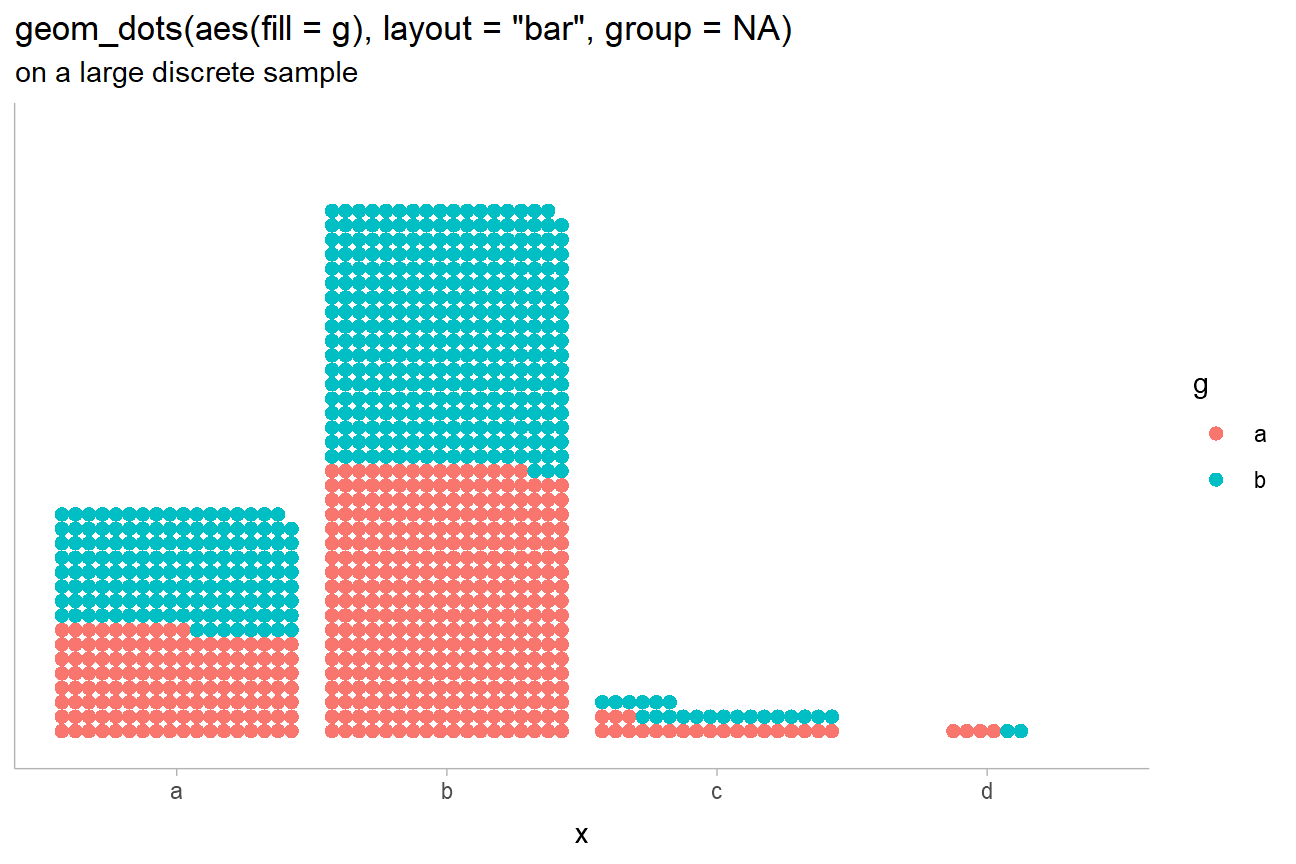 geom_dots(aes(fill = g), layout = "bar", group = NA)
on a large discrete sample
g
a
b
a b c d
x